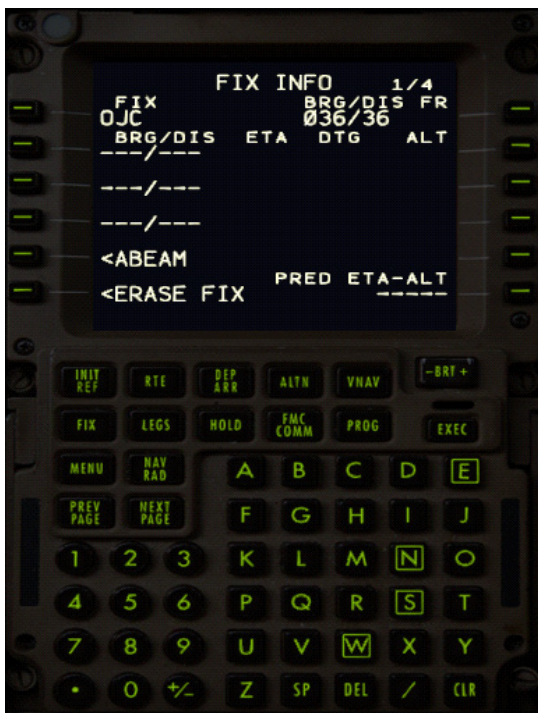 FIX INFO 1/4
FIX BRG/DIS FR
OJC Ø36/36
BRG/DIS ETA DTG ALT
---/---
---/---
---/---
<ABEAM
PRED ETA-ALT
<ERASE FIX -----
INIT REF RTE DEP ARR ALTN VNAV -BRT+
FIX LEGS HOLD FMC COMM PROG EXEC
MENU NAV RAD A B C D E
PREV PAGE NEXT PAGE F G H I J
1 2 3 K L M N O
4 5 6 P Q R S T
7 8 9 U V W X Y
. 0 +/- Z SP DEL / CLR